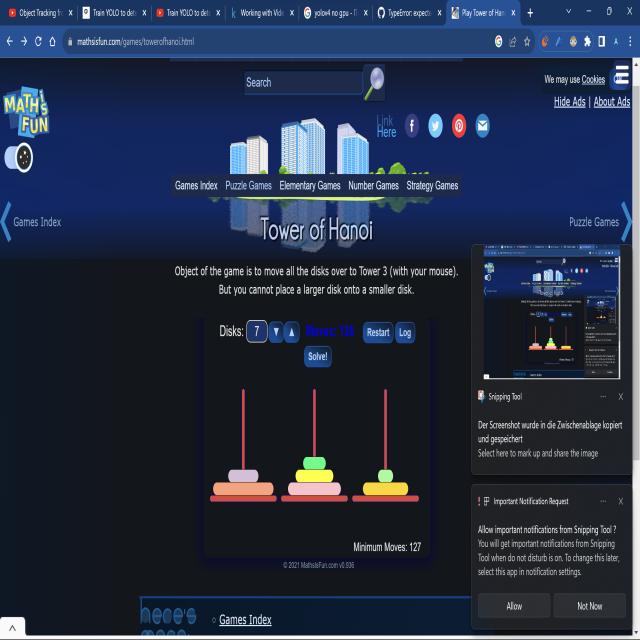 Object Tracking fr
Train YOLO to dete
Train YOLO to dete
Working with Vide
yolov4 no gpu - П
TypeError: expecte
Play Tower of Han
mathsisfun.com/games/towerofhanoi.html
Search
We may use Cookies
Hide Ads | About Ads
MATH'S FUN
Link
Here
Games Index Puzzle Games Elementary Games Number Games Strategy Games
Games Index
Puzzle Games
Tower of Hanoi
Object of the game is to move all the disks over to Tower 3 (with your mouse).
But you cannot place a larger disk onto a smaller disk.
Disks: 7 Restart Log
Solve!
Minimum Moves: 127
© 2021 MathsIsFun.com v0.936
Snipping Tool
Der Screenshot wurde in die Zwischenablage kopiert
und gespeichert
Select here to mark up and share the image
Important Notification Request
Allow important notifications from Snipping Tool ?
You will get important notifications from Snipping
Tool when do not disturb is on. To change this later,
select this app in notification settings.
Allow Not Now
Games Index